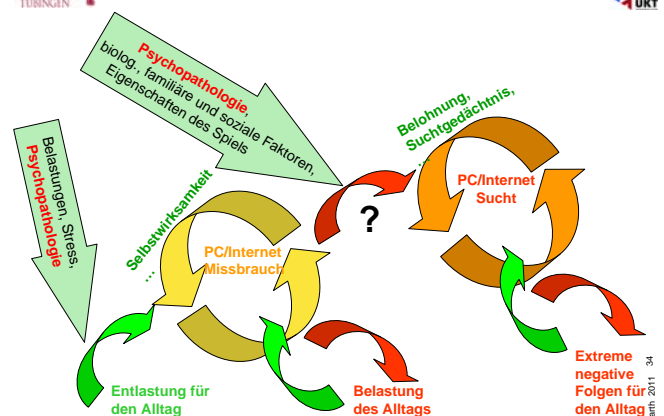 TÜBINGEN
UKT
Psychopathologie,
biolog., familiäre und soziale Faktoren,
Eigenschaften des Spiels
Belastungen, Stress,
Psychopathologie
Selbstwirksamkeit
...
PC/Internet
Missbrauch
?
Belohnung,
Suchtgedächtnis,
...
PC/Internet
Sucht
Entlastung für
den Alltag
Belastung
des Alltags
Extreme
negative
Folgen für
den Alltag
2011
34